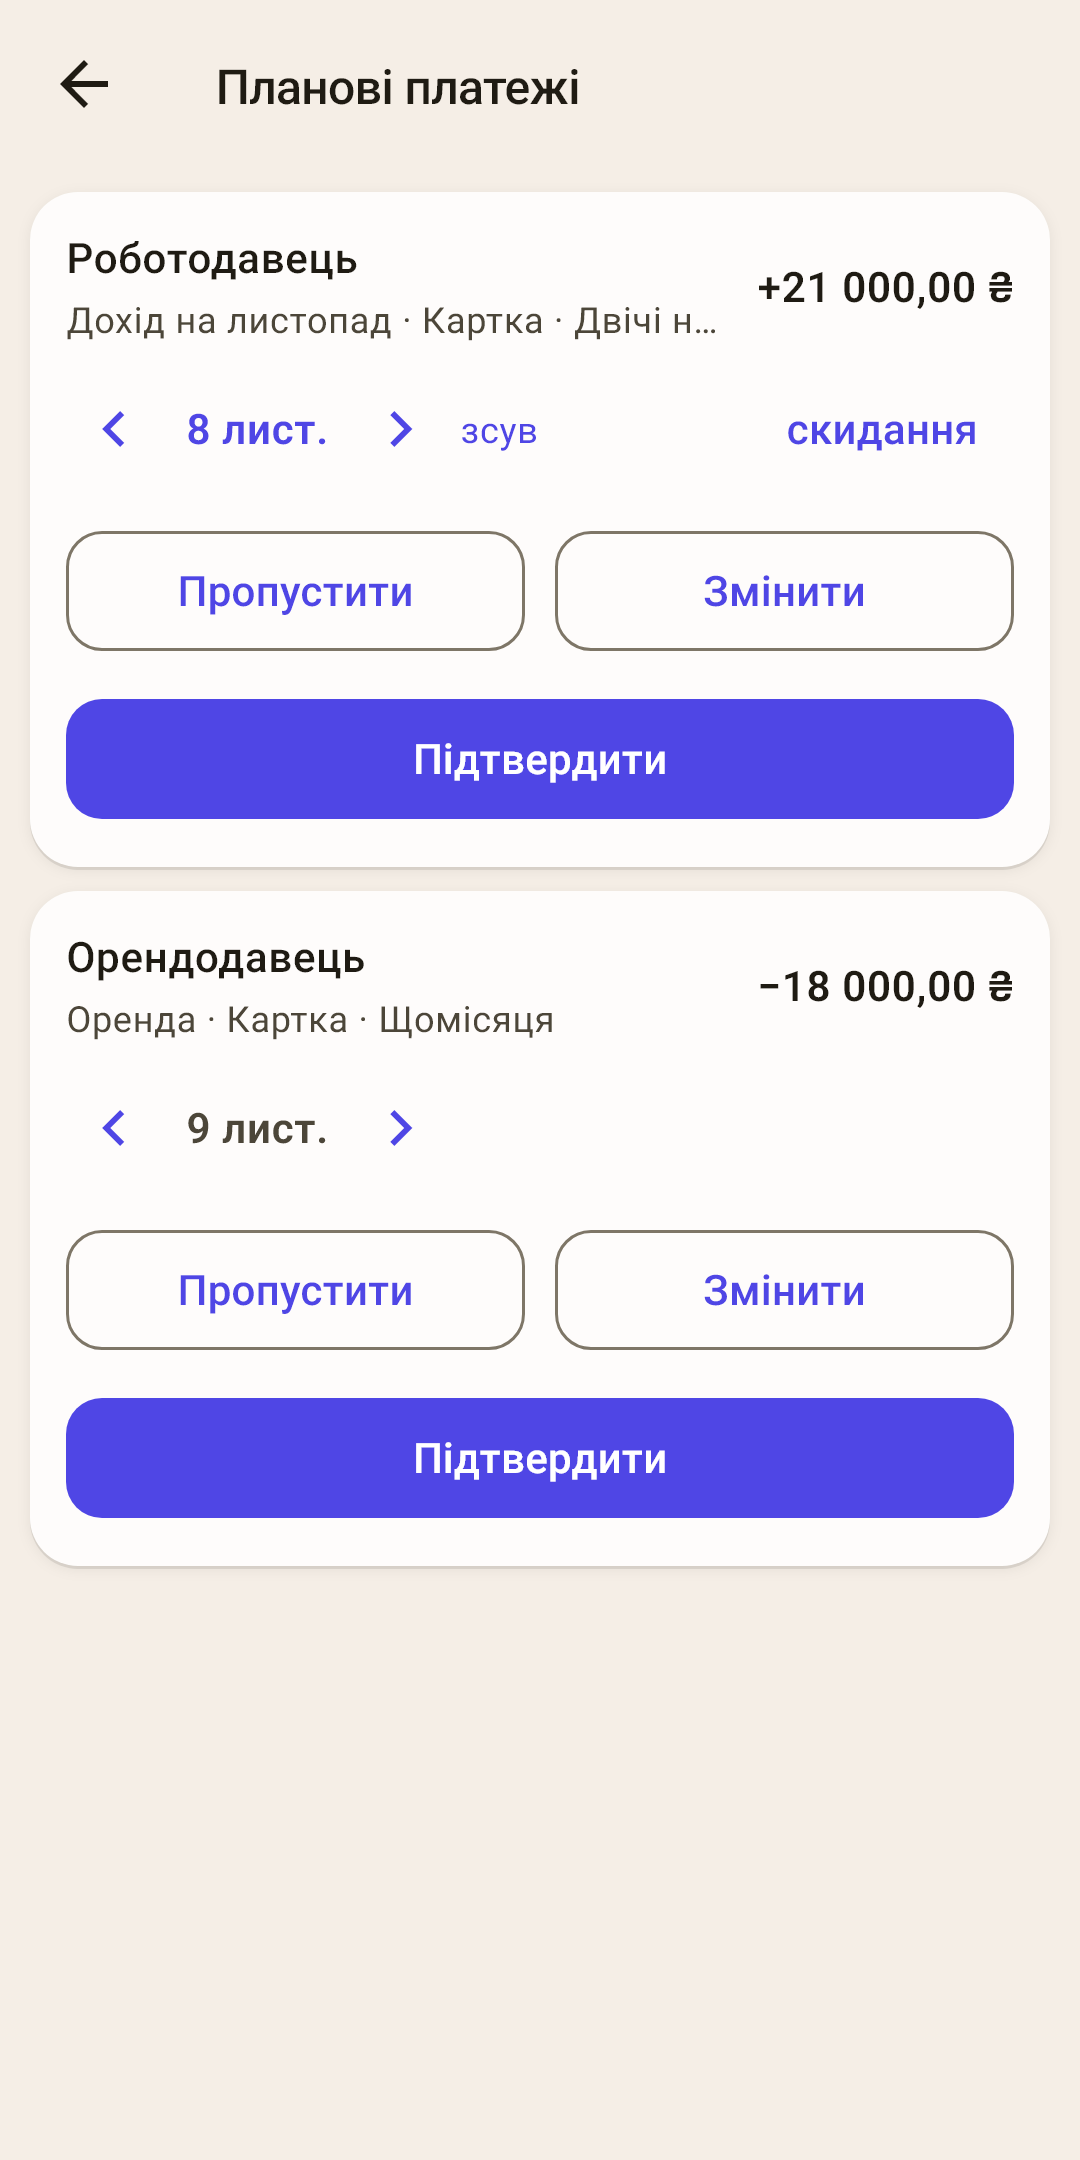 Планові платежі
Роботодавець
+21 000,00 ₴
Дохід на листопад · Картка · Двічі н…
8 лист.
зсув
скидання
Пропустити
Змінити
Підтвердити
Орендодавець
−18 000,00 ₴
Оренда · Картка · Щомісяця
9 лист.
Пропустити
Змінити
Підтвердити